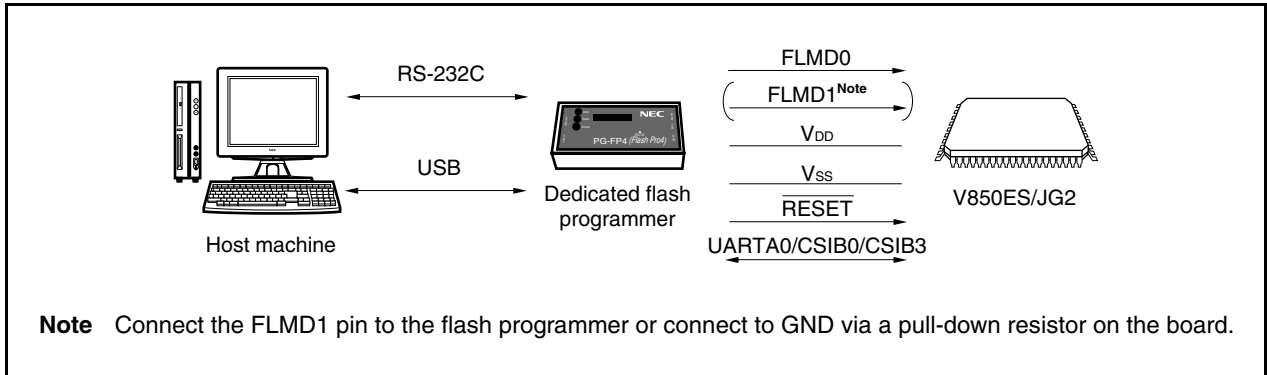 RS-232C
USB
Host machine
NEC
PG-FP4 (Flash Pro4)
Dedicated flash
programmer
FLMD0
FLMD1Note
VDD
VSS
RESET
UARTA0/CSIB0/CSIB3
V850ES/JG2
Note Connect the FLMD1 pin to the flash programmer or connect to GND via a pull-down resistor on the board.